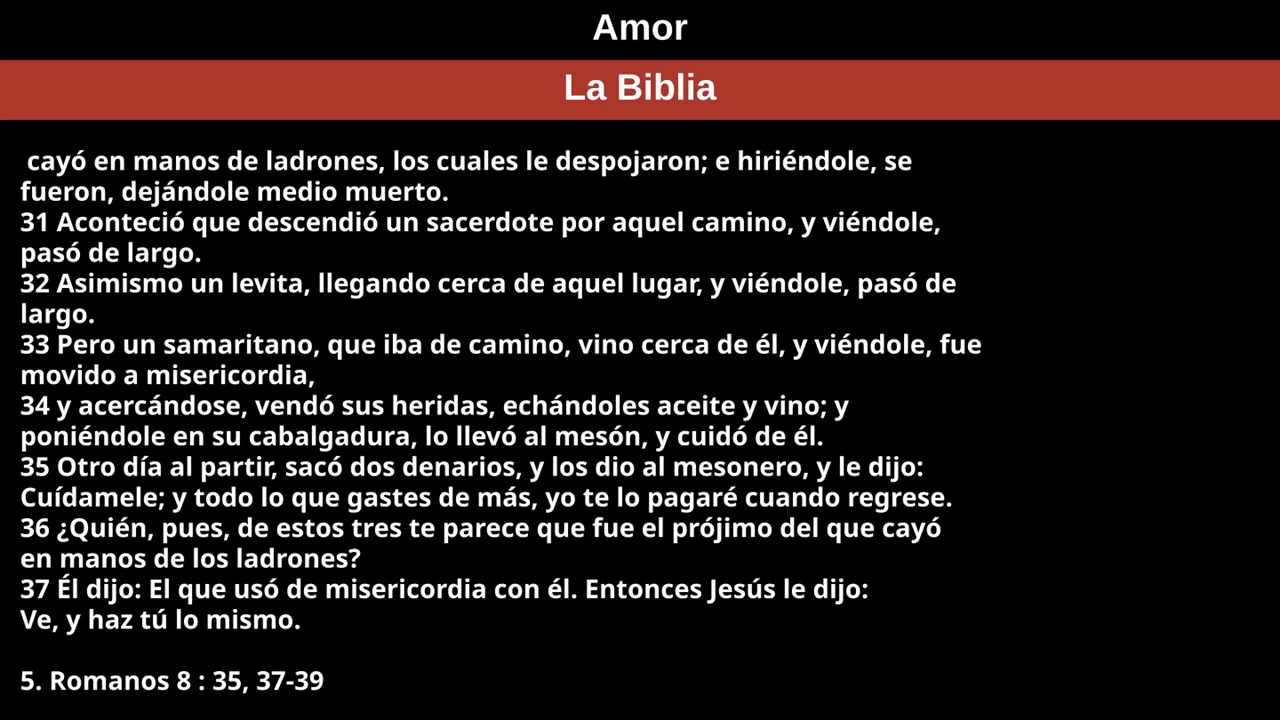 Amor
La Biblia
cayó en manos de ladrones, los cuales le despojaron; e hiriéndole, se
fueron, dejándole medio muerto.
31 Aconteció que descendió un sacerdote por aquel camino, y viéndole,
pasó de largo.
32 Asimismo un levita, llegando cerca de aquel lugar, y viéndole, pasó de
largo.
33 Pero un samaritano, que iba de camino, vino cerca de él, y viéndole, fue
movido a misericordia,
34 y acercándose, vendó sus heridas, echándoles aceite y vino; y
poniéndole en su cabalgadura, lo llevó al mesón, y cuidó de él.
35 Otro día al partir, sacó dos denarios, y los dio al mesonero, y le dijo:
Cuídamele; y todo lo que gastes de más, yo te lo pagaré cuando regrese.
36 ¿Quién, pues, de estos tres te parece que fue el prójimo del que cayó
en manos de los ladrones?
37 Él dijo: El que usó de misericordia con él. Entonces Jesús le dijo:
Ve, y haz tú lo mismo.
5. Romanos 8 : 35, 37-39